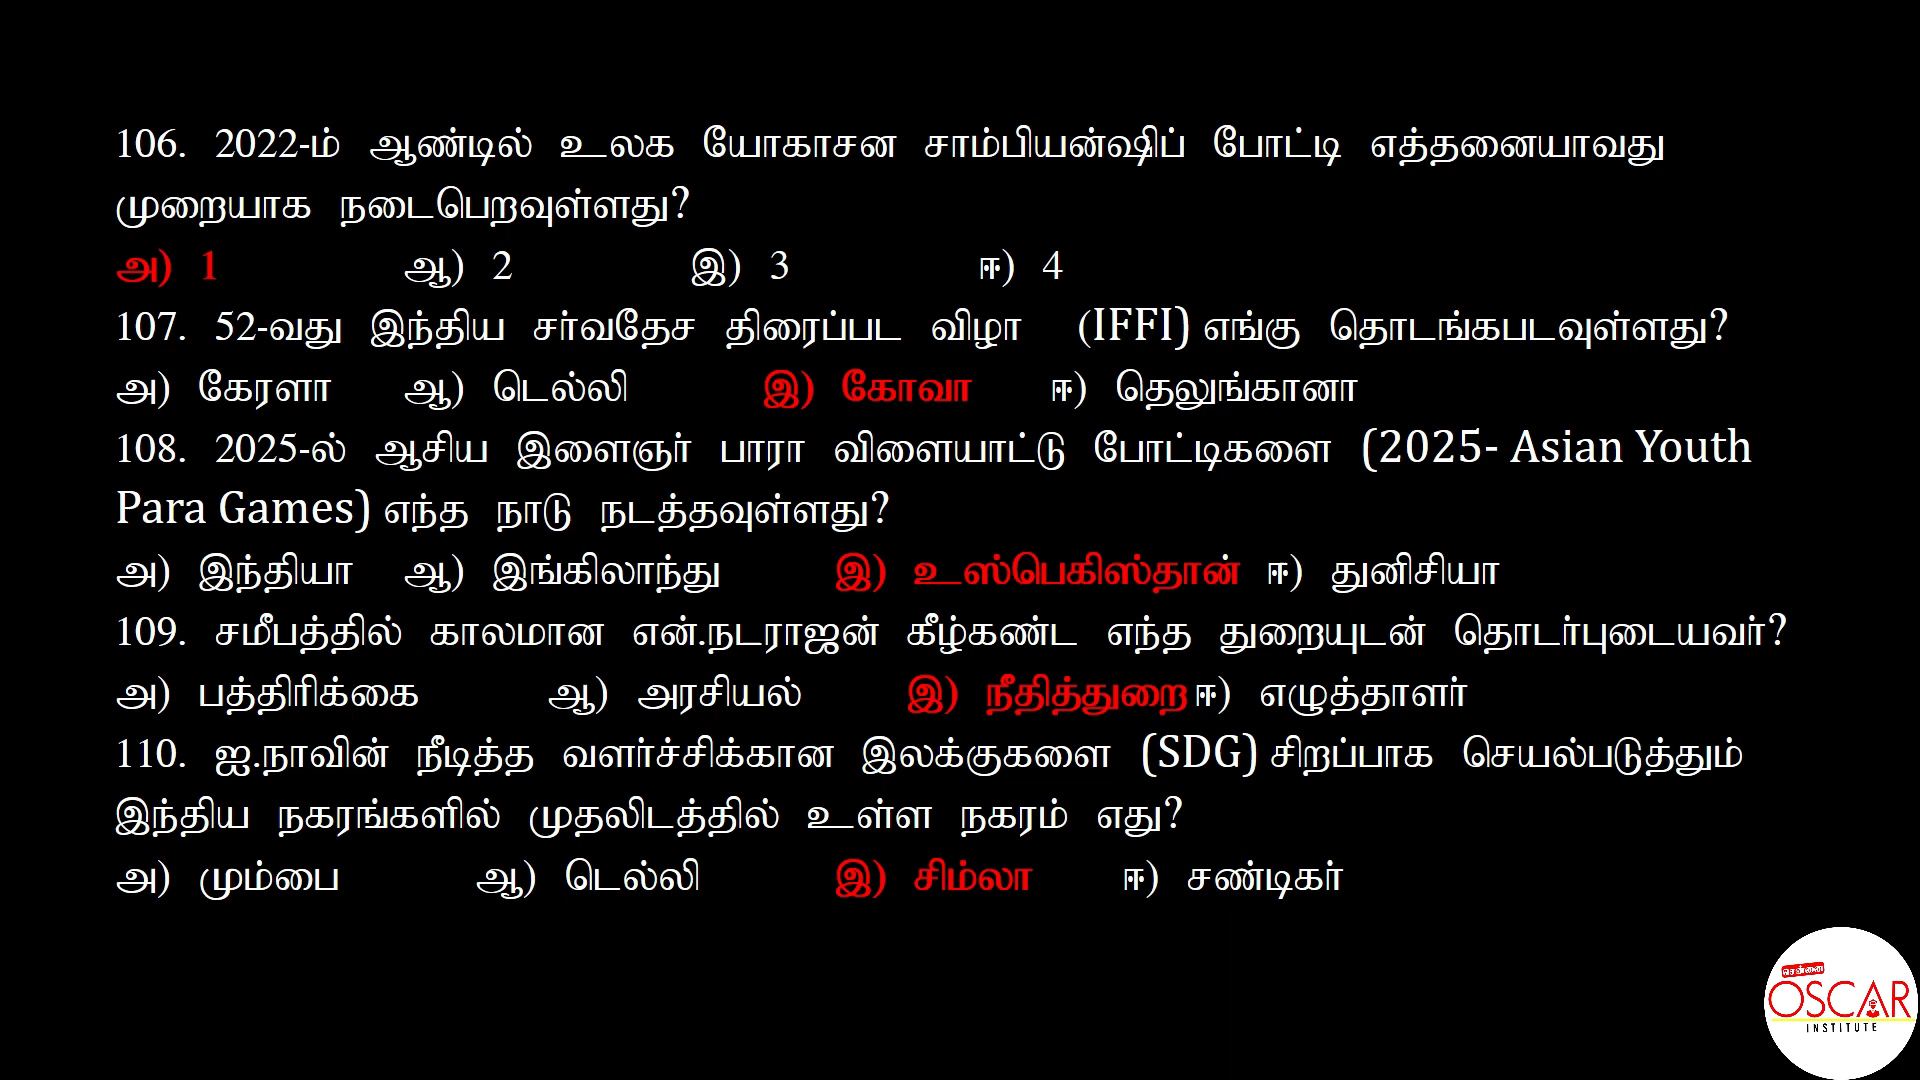 106. 2022-ம் ஆண்டில் உலக யோகாசன சாம்பியன்ஷிப் போட்டி எத்தனையாவது
முறையாக நடைபெறவுள்ளது?
அ) 1 ஆ) 2 இ) 3 ஈ) 4
107. 52-வது இந்திய சர்வதேச திரைப்பட விழா (IFFI) எங்கு தொடங்கபடவுள்ளது?
அ) கேரளா ஆ) டெல்லி இ) கோவா ஈ) தெலுங்கானா
108. 2025-ல் ஆசிய இளைஞர் பாரா விளையாட்டு போட்டிகளை (2025- Asian Youth
Para Games) எந்த நாடு நடத்தவுள்ளது?
அ) இந்தியா ஆ) இங்கிலாந்து இ) உஸ்பெகிஸ்தான் ஈ) துனிசியா
109. சமீபத்தில் காலமான என்.நடராஜன் கீழ்கண்ட எந்த துறையுடன் தொடர்புடையவர்?
அ) பத்திரிக்கை ஆ) அரசியல் இ) நீதித்துறை ஈ) எழுத்தாளர்
110. ஐ.நாவின் நீடித்த வளர்ச்சிக்கான இலக்குகளை (SDG) சிறப்பாக செயல்படுத்தும்
இந்திய நகரங்களில் முதலிடத்தில் உள்ள நகரம் எது?
அ) மும்பை ஆ) டெல்லி இ) சிம்லா ஈ) சண்டிகர்
சென்னை
OSCAR
INSTITUTE